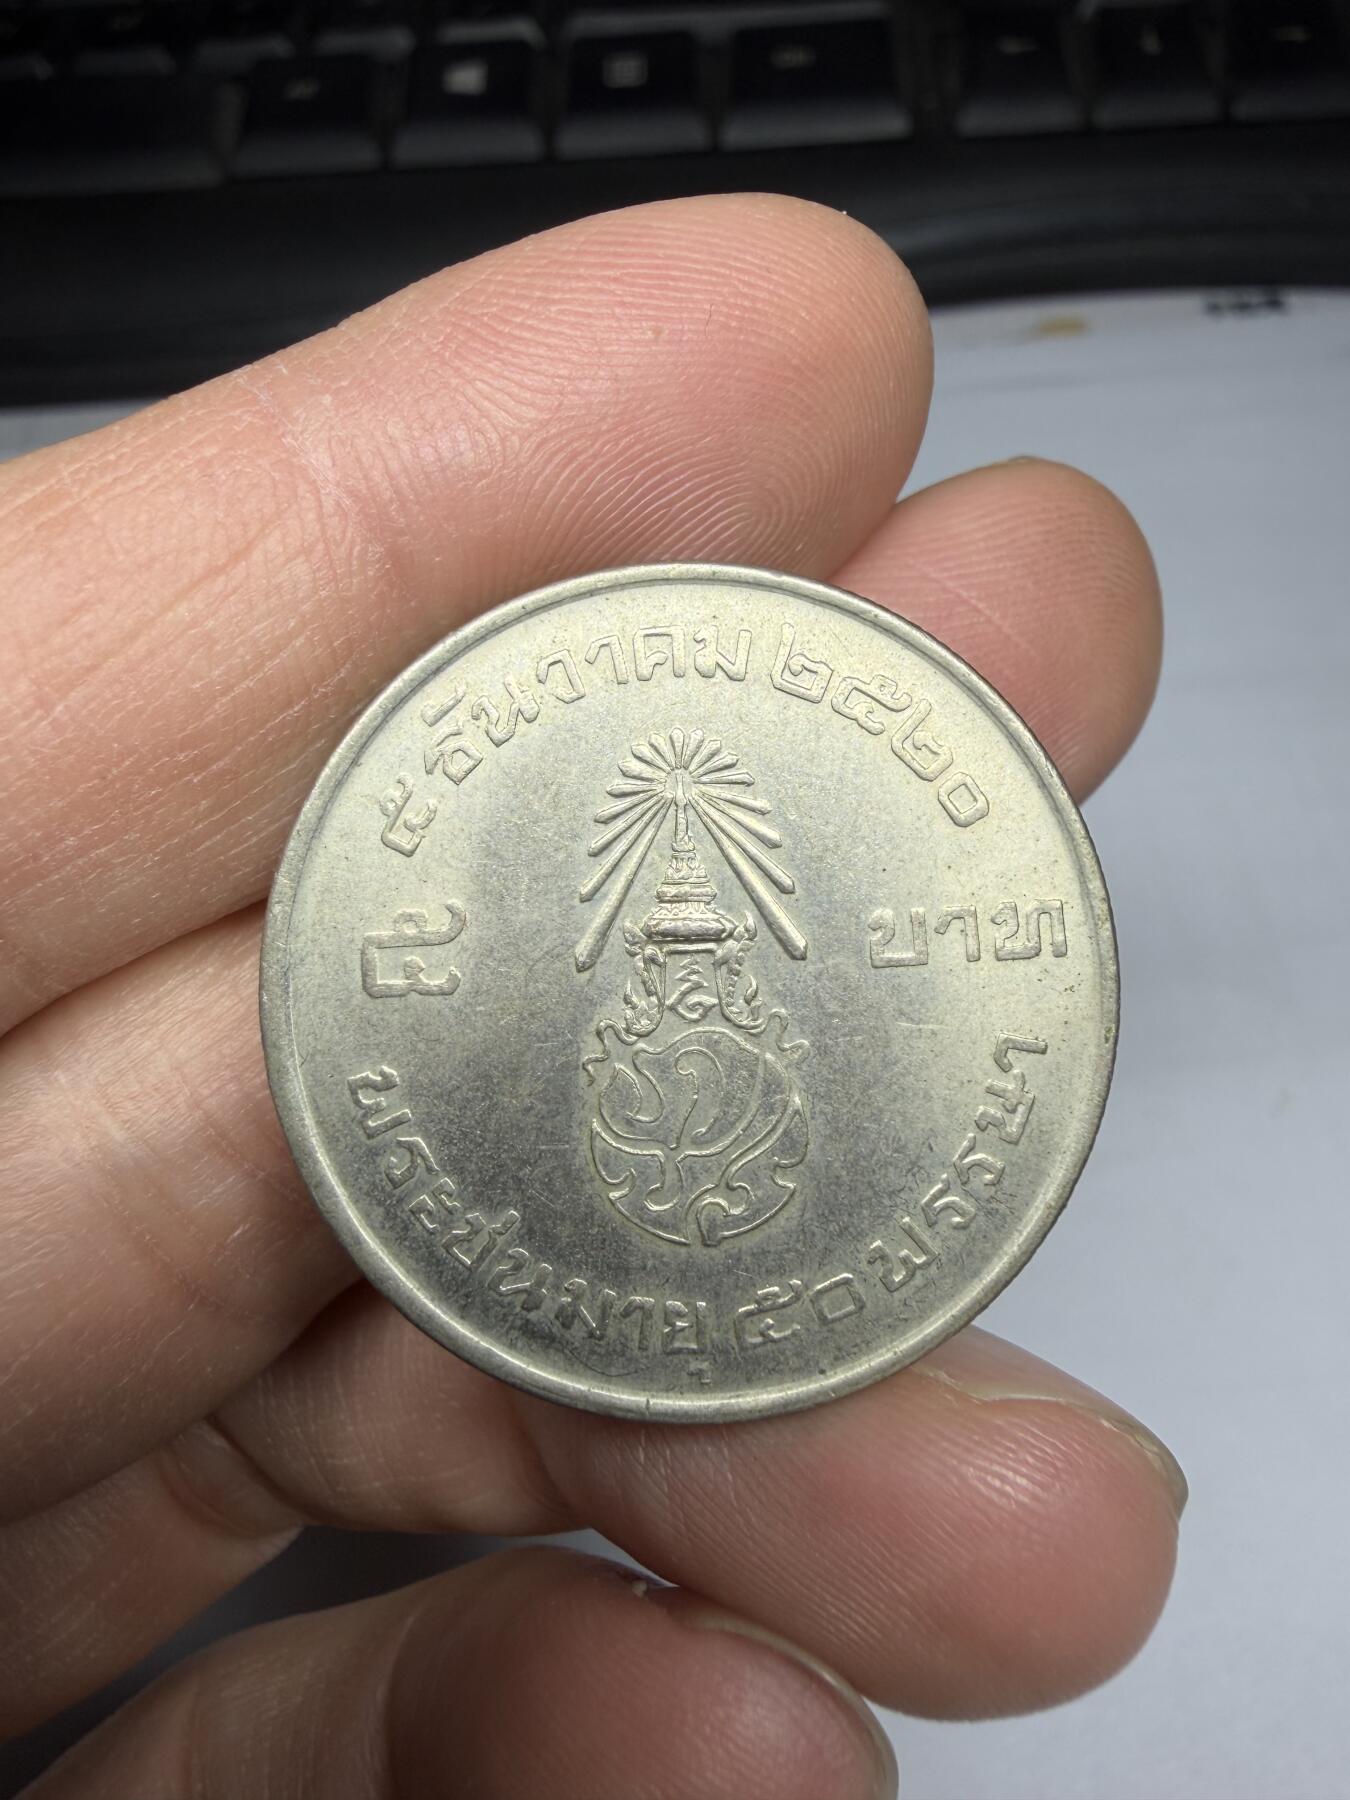 ๕ ธันวาคม ๒๕๒๐
๕ บาท
พระชนมายุ ๕๐ พรรษา